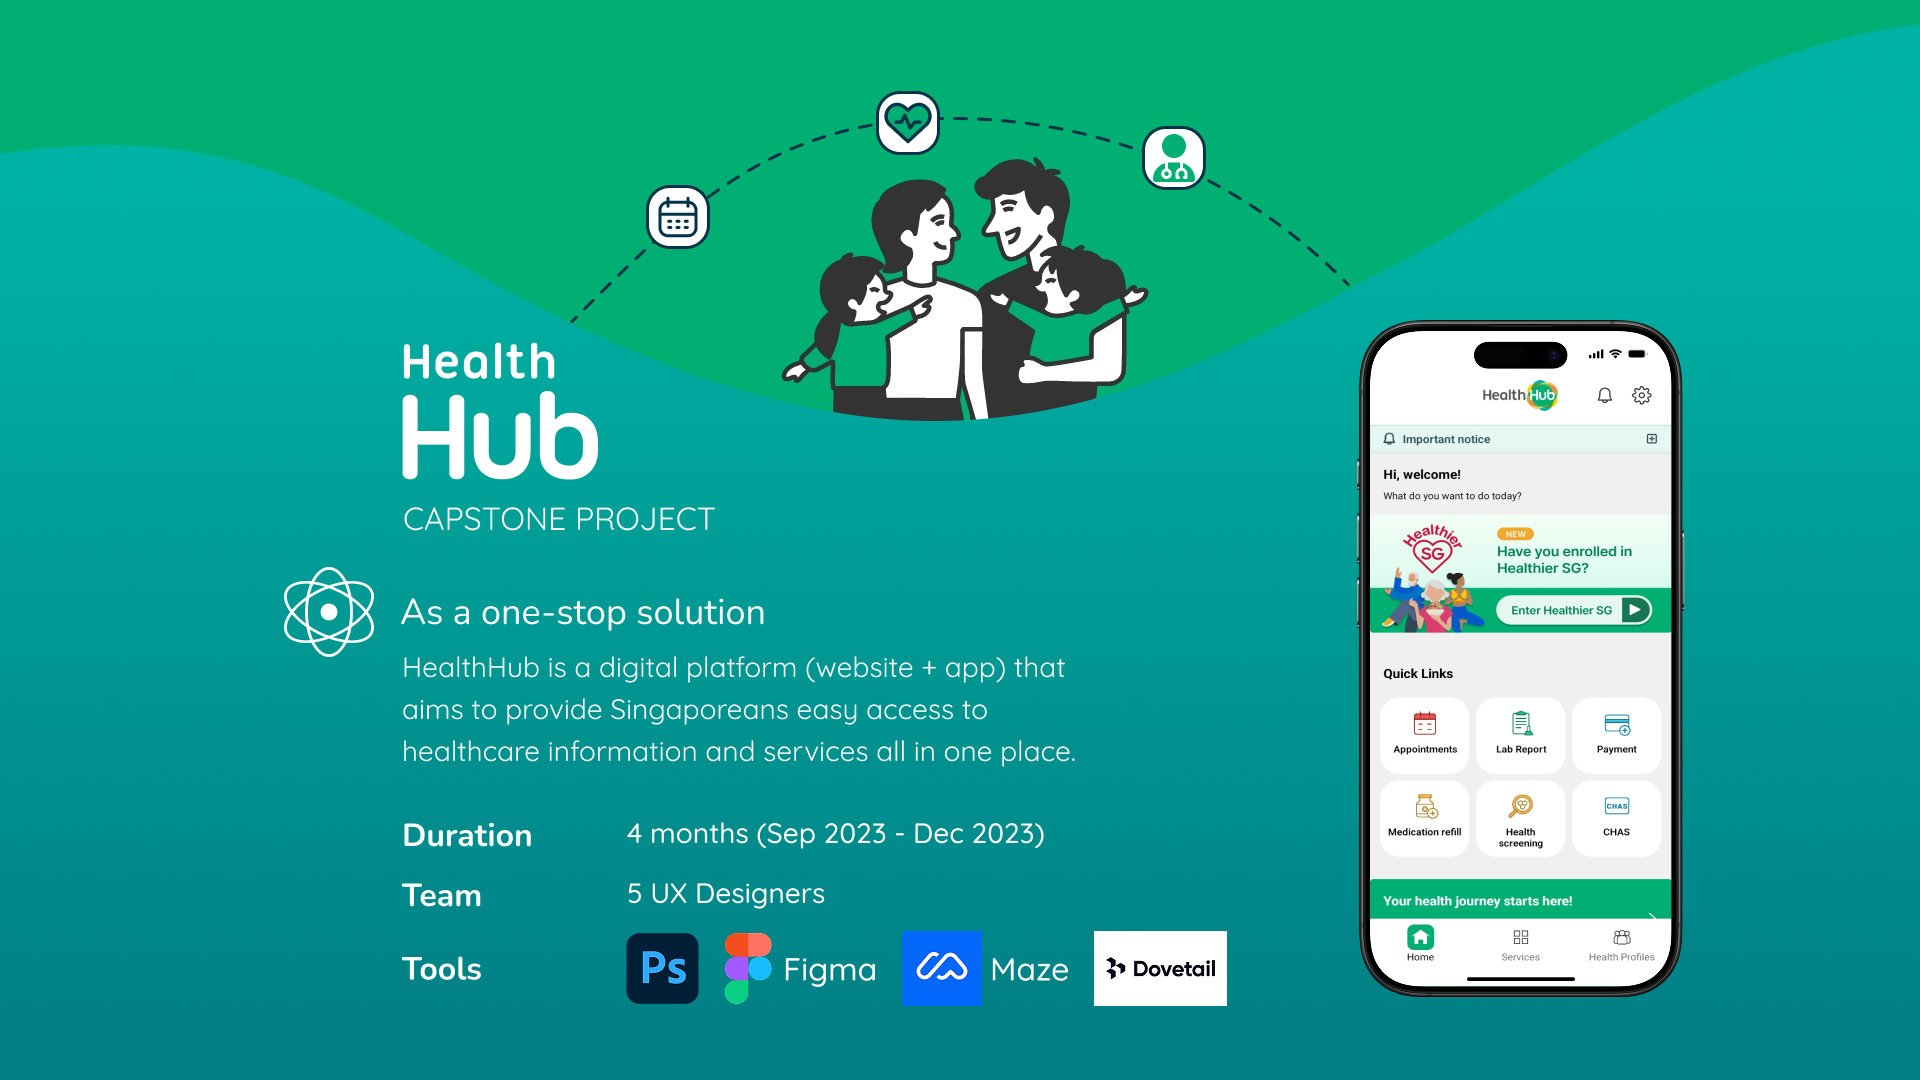 Health
Hub
CAPSTONE PROJECT
As a one-stop solution
HealthHub is a digital platform (website + app) that
aims to provide Singaporeans easy access to
healthcare information and services all in one place.
Duration 4 months (Sep 2023 - Dec 2023)
Team 5 UX Designers
Tools Ps Figma Maze Dovetail
HealthHub
Important notice
Hi, welcome!
What do you want to do today?
Healthier
SG
NEW
Have you enrolled in
Healthier SG?
Enter Healthier SG
Quick Links
Appointments Lab Report Payment
CHAS
Medication refill Health
screening CHAS
Your health journey starts here!
Home Services Health Profiles